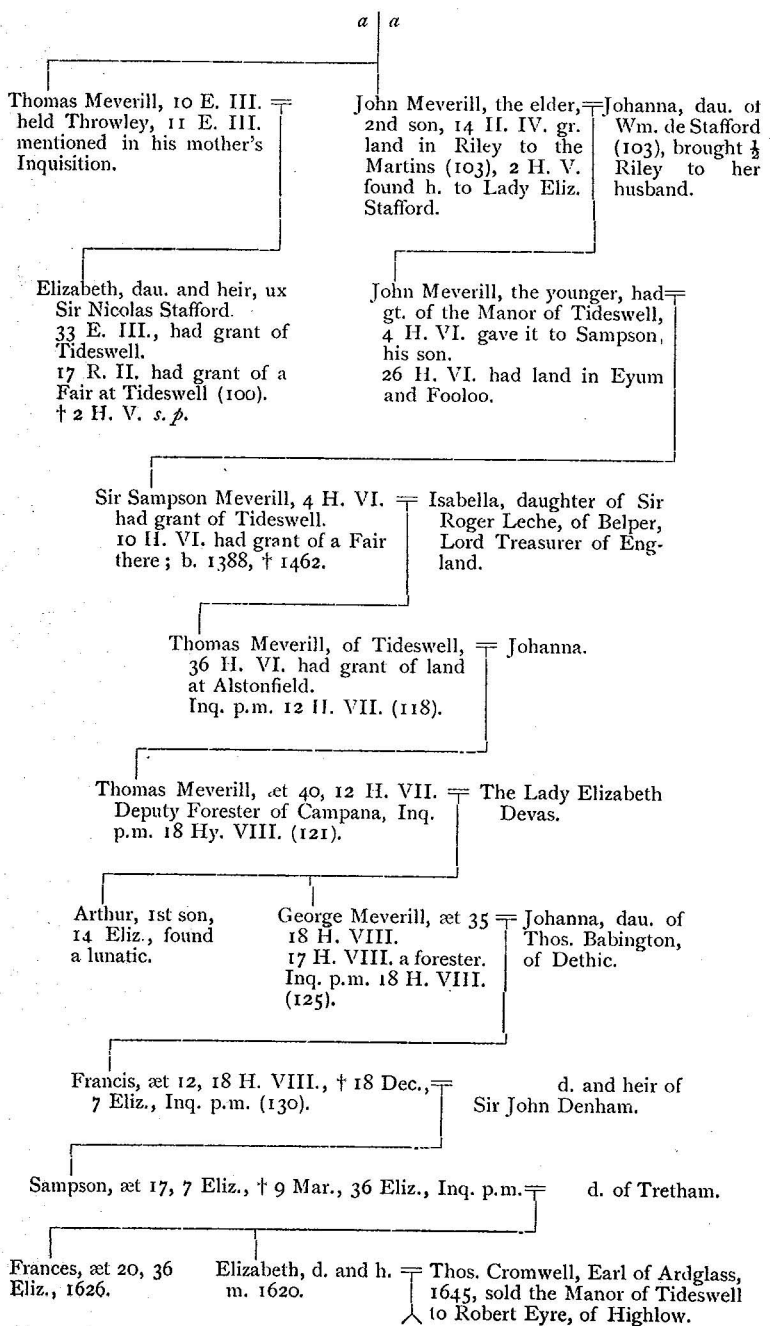 a | a
Thomas Meverill, 10 E. III.
held Throwley, 11 E. III.
mentioned in his mother's
Inquisition.
John Meverill, the elder,
2nd son, 14 H. IV. gr.
land in Riley to the
Martins (103), 2 H. V.
found h. to Lady Eliz.
Stafford.
Johanna, dau. of
Wm. de Stafford
(103), brought ½
Riley to her
husband.
Elizabeth, dau. and heir, ux
Sir Nicolas Stafford.
33 E. III., had grant of
Tideswell.
17 R. II. had grant of a
Fair at Tideswell (100).
† 2 H. V. s. p.
John Meverill, the younger, had
gt. of the Manor of Tideswell,
4 H. VI. gave it to Sampson,
his son.
26 H. VI. had land in Eyum
and Fooloo.
Sir Sampson Meverill, 4 H. VI.
had grant of Tideswell.
10 H. VI. had grant of a Fair
there; b. 1388, † 1462.
Isabella, daughter of Sir
Roger Leche, of Belper,
Lord Treasurer of Eng-
land.
Thomas Meverill, of Tideswell,
36 H. VI. had grant of land
at Alstonfield.
Inq. p.m. 12 H. VII. (118).
Johanna.
Thomas Meverill, æt 40, 12 H. VII.
Deputy Forester of Campana, Inq.
p.m. 18 Hy. VIII. (121).
The Lady Elizabeth
Devas.
Arthur, 1st son,
14 Eliz., found
a lunatic.
George Meverill, æt 35
18 H. VIII.
17 H. VIII. a forester.
Inq. p.m. 18 H. VIII.
(125).
Johanna, dau. of
Thos. Babington,
of Dethic.
Francis, æt 12, 18 H. VIII., † 18 Dec.,
7 Eliz., Inq. p.m. (130).
d. and heir of
Sir John Denham.
Sampson, æt 17, 7 Eliz., † 9 Mar., 36 Eliz., Inq. p.m.
d. of Tretham.
Frances, æt 20, 36
Eliz., 1626.
Elizabeth, d. and h.
m. 1620.
Thos. Cromwell, Earl of Ardglass,
1645, sold the Manor of Tideswell
to Robert Eyre, of Highlow.